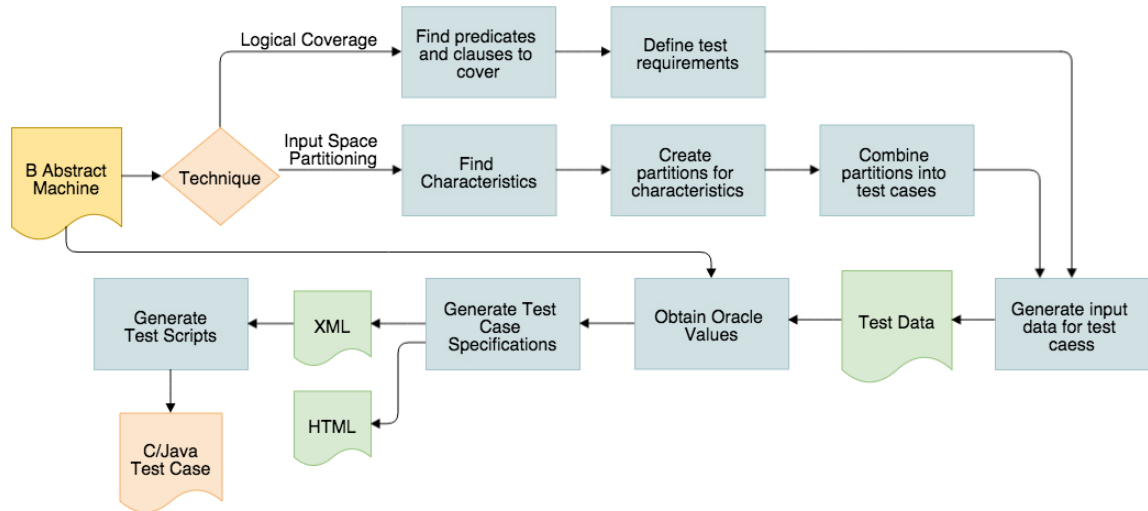 Logical Coverage
Find predicates
and clauses to
cover
Define test
requirements
B Abstract
Machine
Technique
Input Space
Partitioning
Find
Characteristics
Create
partitions for
characteristics
Combine
partitions into
test cases
Generate
Test Scripts
XML
Generate Test
Case
Specifications
Obtain Oracle
Values
Test Data
Generate input
data for test
caess
HTML
C/Java
Test Case